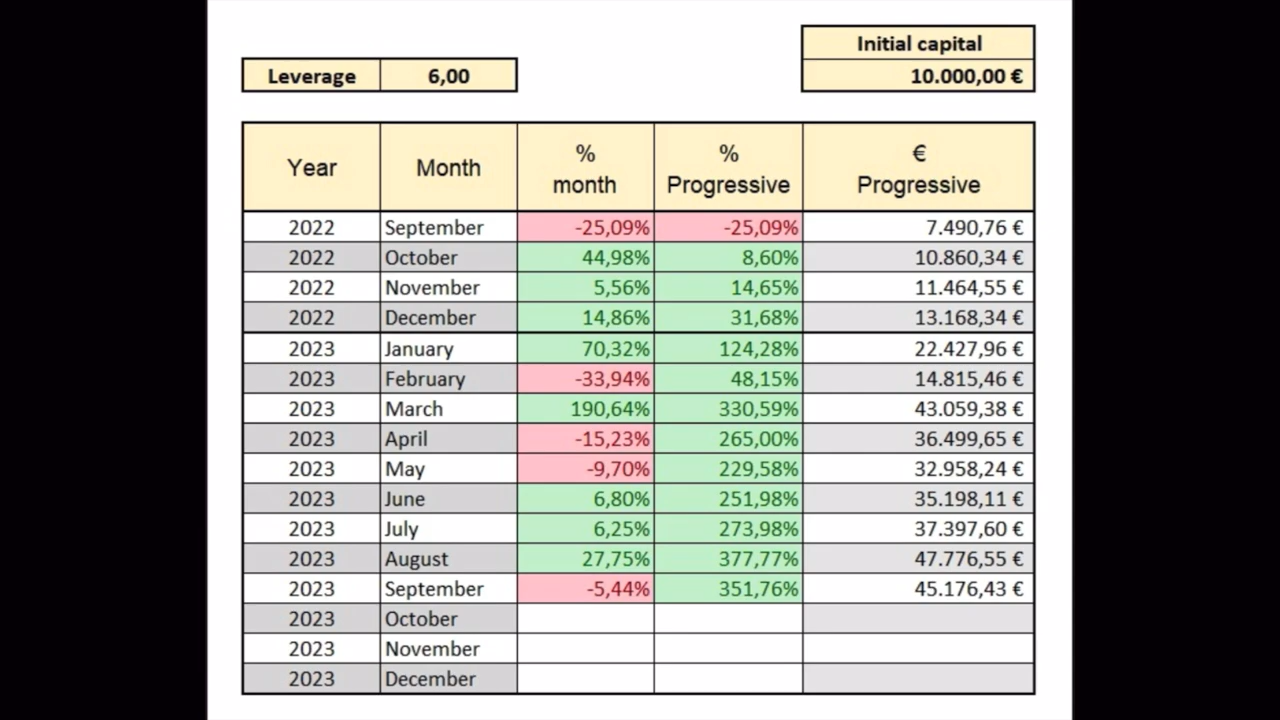 Initial capital
Leverage 6,00 10.000,00 €
Year Month % month % Progressive € Progressive
2022 September -25,09% -25,09% 7.490,76 €
2022 October 44,98% 8,60% 10.860,34 €
2022 November 5,56% 14,65% 11.464,55 €
2022 December 14,86% 31,68% 13.168,34 €
2023 January 70,32% 124,28% 22.427,96 €
2023 February -33,94% 48,15% 14.815,46 €
2023 March 190,64% 330,59% 43.059,38 €
2023 April -15,23% 265,00% 36.499,65 €
2023 May -9,70% 229,58% 32.958,24 €
2023 June 6,80% 251,98% 35.198,11 €
2023 July 6,25% 273,98% 37.397,60 €
2023 August 27,75% 377,77% 47.776,55 €
2023 September -5,44% 351,76% 45.176,43 €
2023 October
2023 November
2023 December